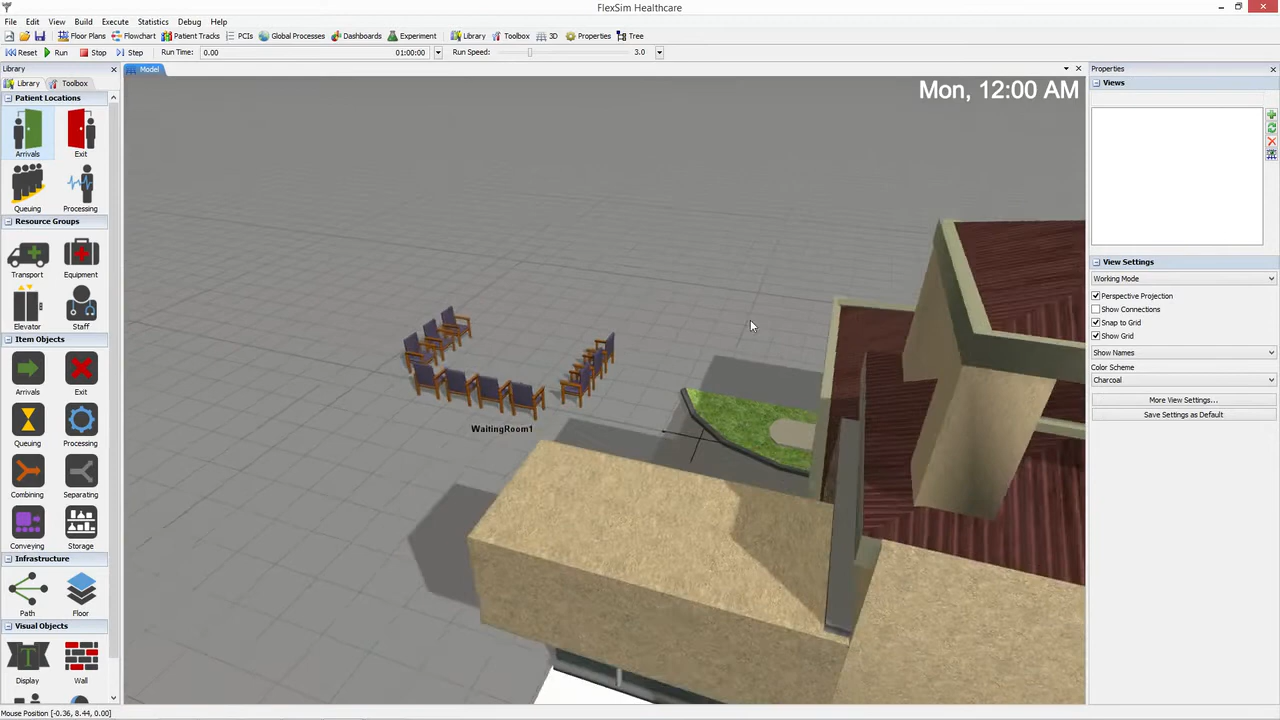 FlexSim Healthcare
File Edit View Build Execute Statistics Debug Help
Floor Plans Flowchart Patient Tracks PCIs Global Processes Dashboards Experiment Library Toolbox 3D Properties Tree
Reset Run Stop Step Run Time: 0.00 01:00:00 Run Speed: 3.0
Library
Library Toolbox
Model
Properties
Patient Locations
Arrivals Exit
Queuing Processing
Resource Groups
Transport Equipment
Elevator Staff
Item Objects
Arrivals Exit
Queuing Processing
Combining Separating
Conveying Storage
Infrastructure
Path Floor
Visual Objects
T
Display Wall
Mon, 12:00 AM
WaitingRoom1
Views
View Settings
Working Mode
Perspective Projection
Show Connections
Snap to Grid
Show Grid
Show Names
Color Scheme
Charcoal
More View Settings...
Save Settings as Default
Mouse Position [-0.36, 8.44, 0.00]